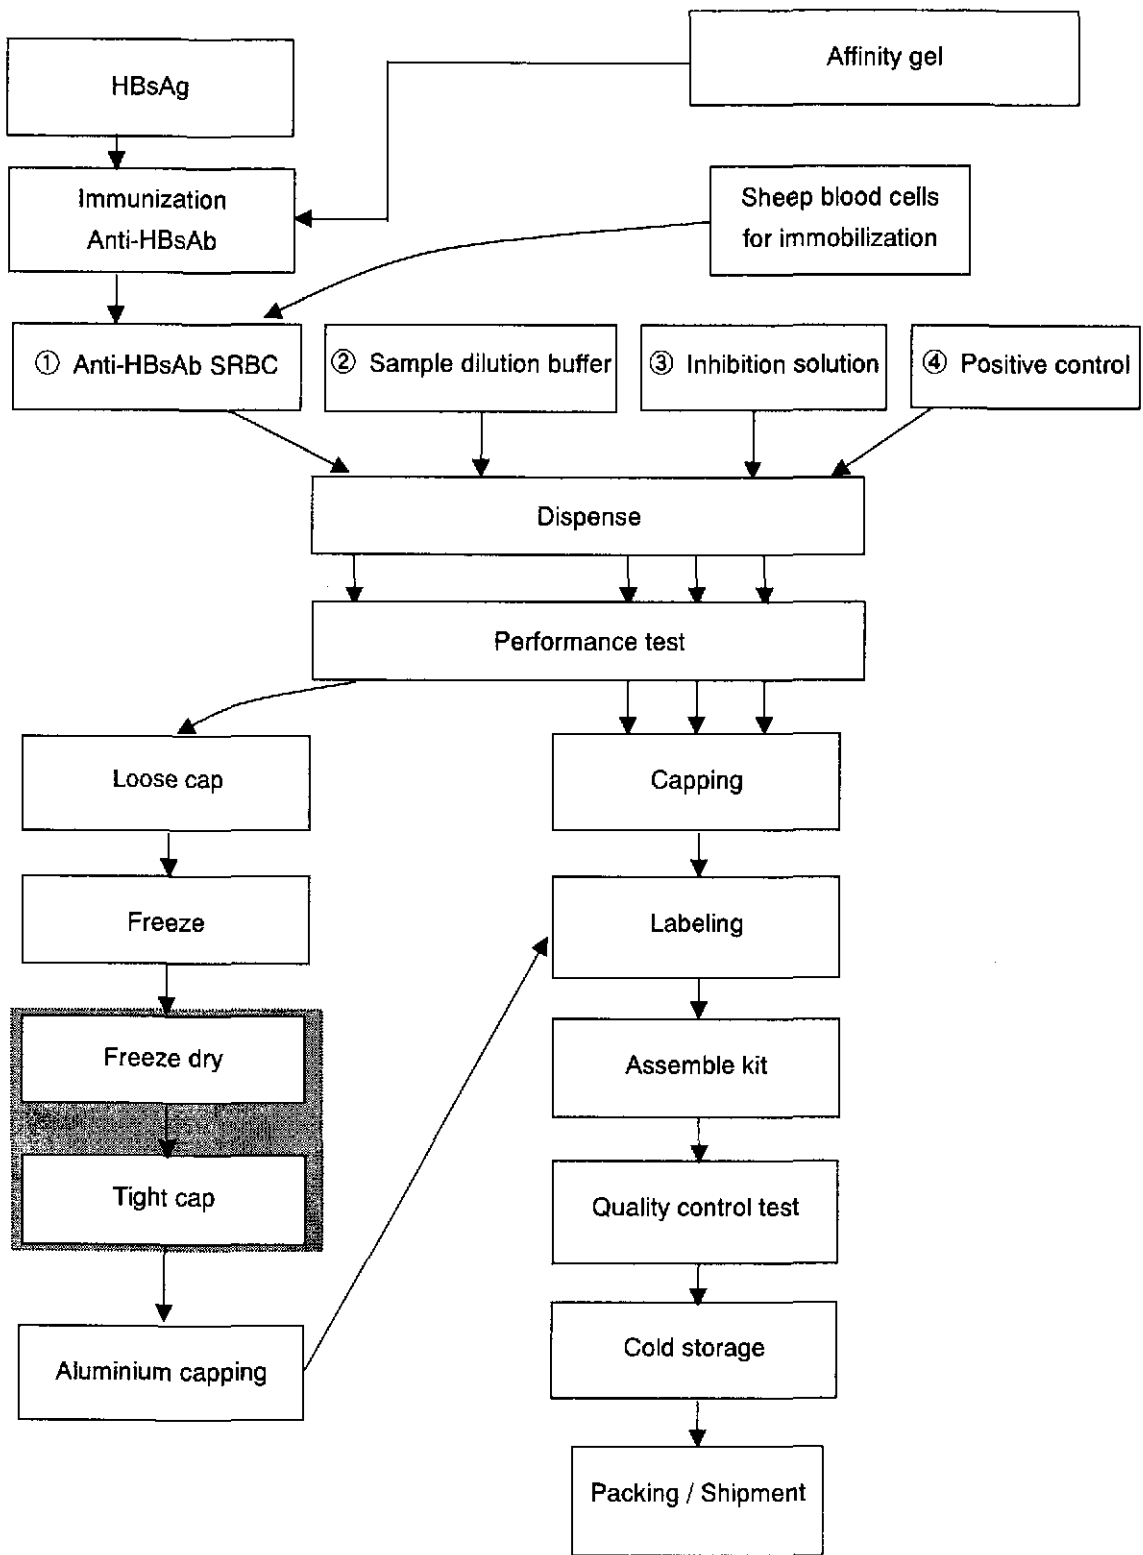 Affinity gel
HBsAg
Immunization
Anti-HBsAb
Sheep blood cells
for immobilization
① Anti-HBsAb SRBC
② Sample dilution buffer
③ Inhibition solution
④ Positive control
Dispense
Performance test
Loose cap
Capping
Freeze
Labeling
Freeze dry
Assemble kit
Tight cap
Quality control test
Aluminium capping
Cold storage
Packing / Shipment